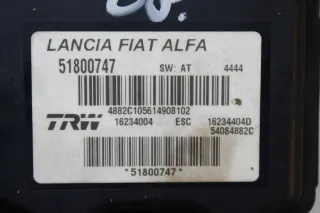 LANCIA FIAT ALFA
51800747 SW: AT 4444
4882C105614908102
TRW 16234004 ESC 16234404D
54084882C
*51800747*